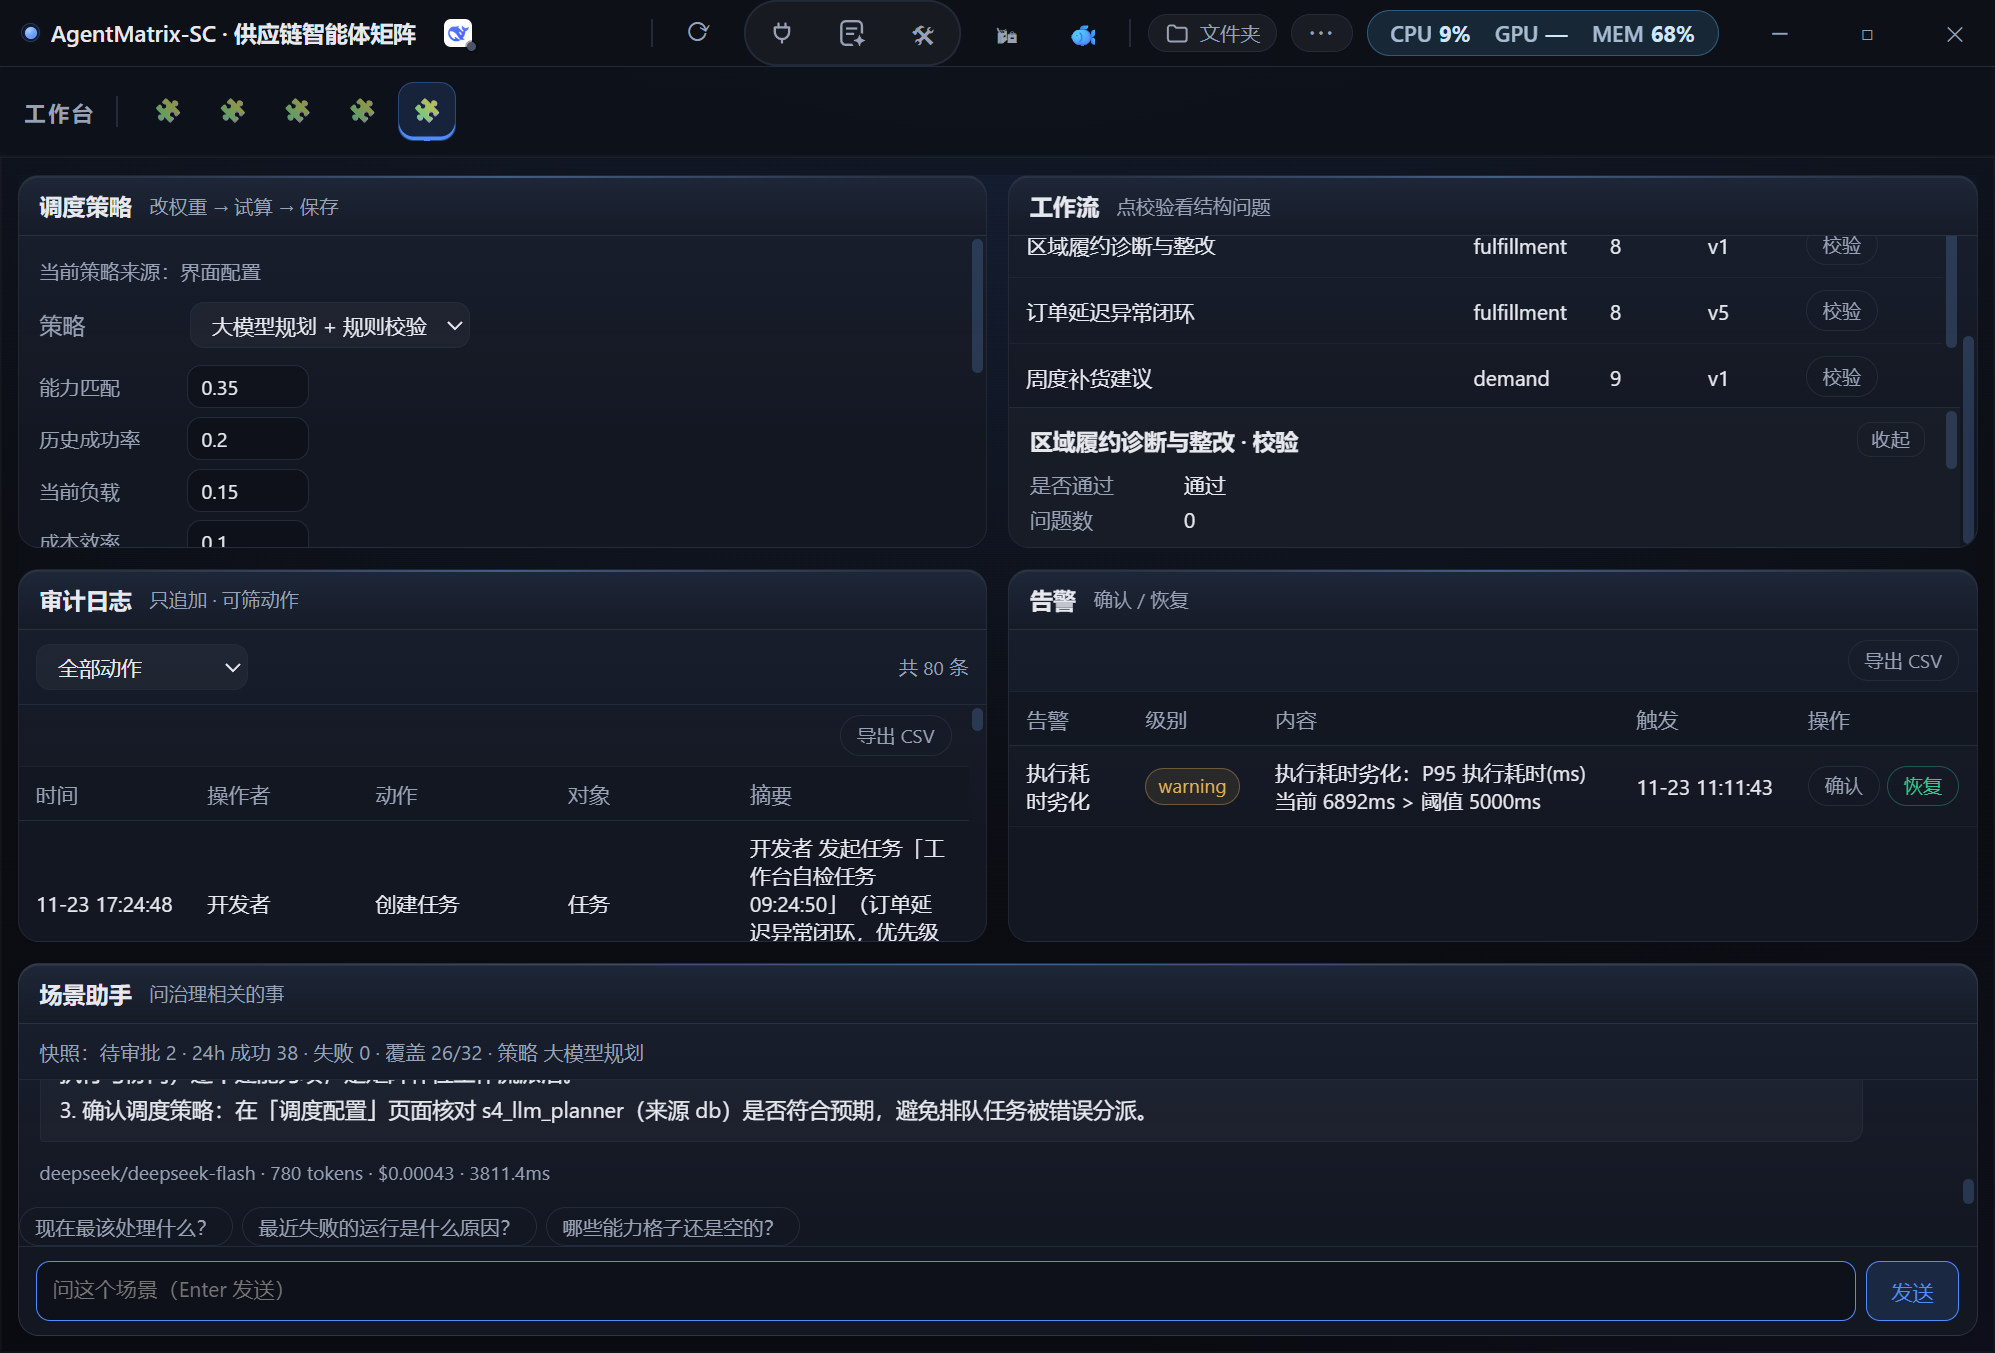 AgentMatrix-SC · 供应链智能体矩阵
文件夹
···
CPU 9% GPU — MEM 68%
工作台
调度策略 改权重 → 试算 → 保存
当前策略来源：界面配置
策略 大模型规划 + 规则校验
能力匹配 0.35
历史成功率 0.2
当前负载 0.15
成本效率 0.1
工作流 点校验看结构问题
区域履约诊断与整改 fulfillment 8 v1 校验
订单延迟异常闭环 fulfillment 8 v5 校验
周度补货建议 demand 9 v1 校验
区域履约诊断与整改 · 校验 收起
是否通过 通过
问题数 0
审计日志 只追加 · 可筛动作
全部动作 共 80 条
导出 CSV
时间 操作者 动作 对象 摘要
11-23 17:24:48 开发者 创建任务 任务
开发者 发起任务「工
作台自检任务
09:24:50」（订单延
迟异常闭环，优先级
告警 确认 / 恢复
导出 CSV
告警 级别 内容 触发 操作
执行耗
时劣化
warning
执行耗时劣化：P95 执行耗时(ms)
当前 6892ms > 阈值 5000ms
11-23 11:11:43 确认 恢复
场景助手 问治理相关的事
快照：待审批 2 · 24h 成功 38 · 失败 0 · 覆盖 26/32 · 策略 大模型规划
3. 确认调度策略：在「调度配置」页面核对 s4_llm_planner（来源 db）是否符合预期，避免排队任务被错误分派。
deepseek/deepseek-flash · 780 tokens · $0.00043 · 3811.4ms
现在最该处理什么？ 最近失败的运行是什么原因？ 哪些能力格子还是空的？
问这个场景（Enter 发送） 发送